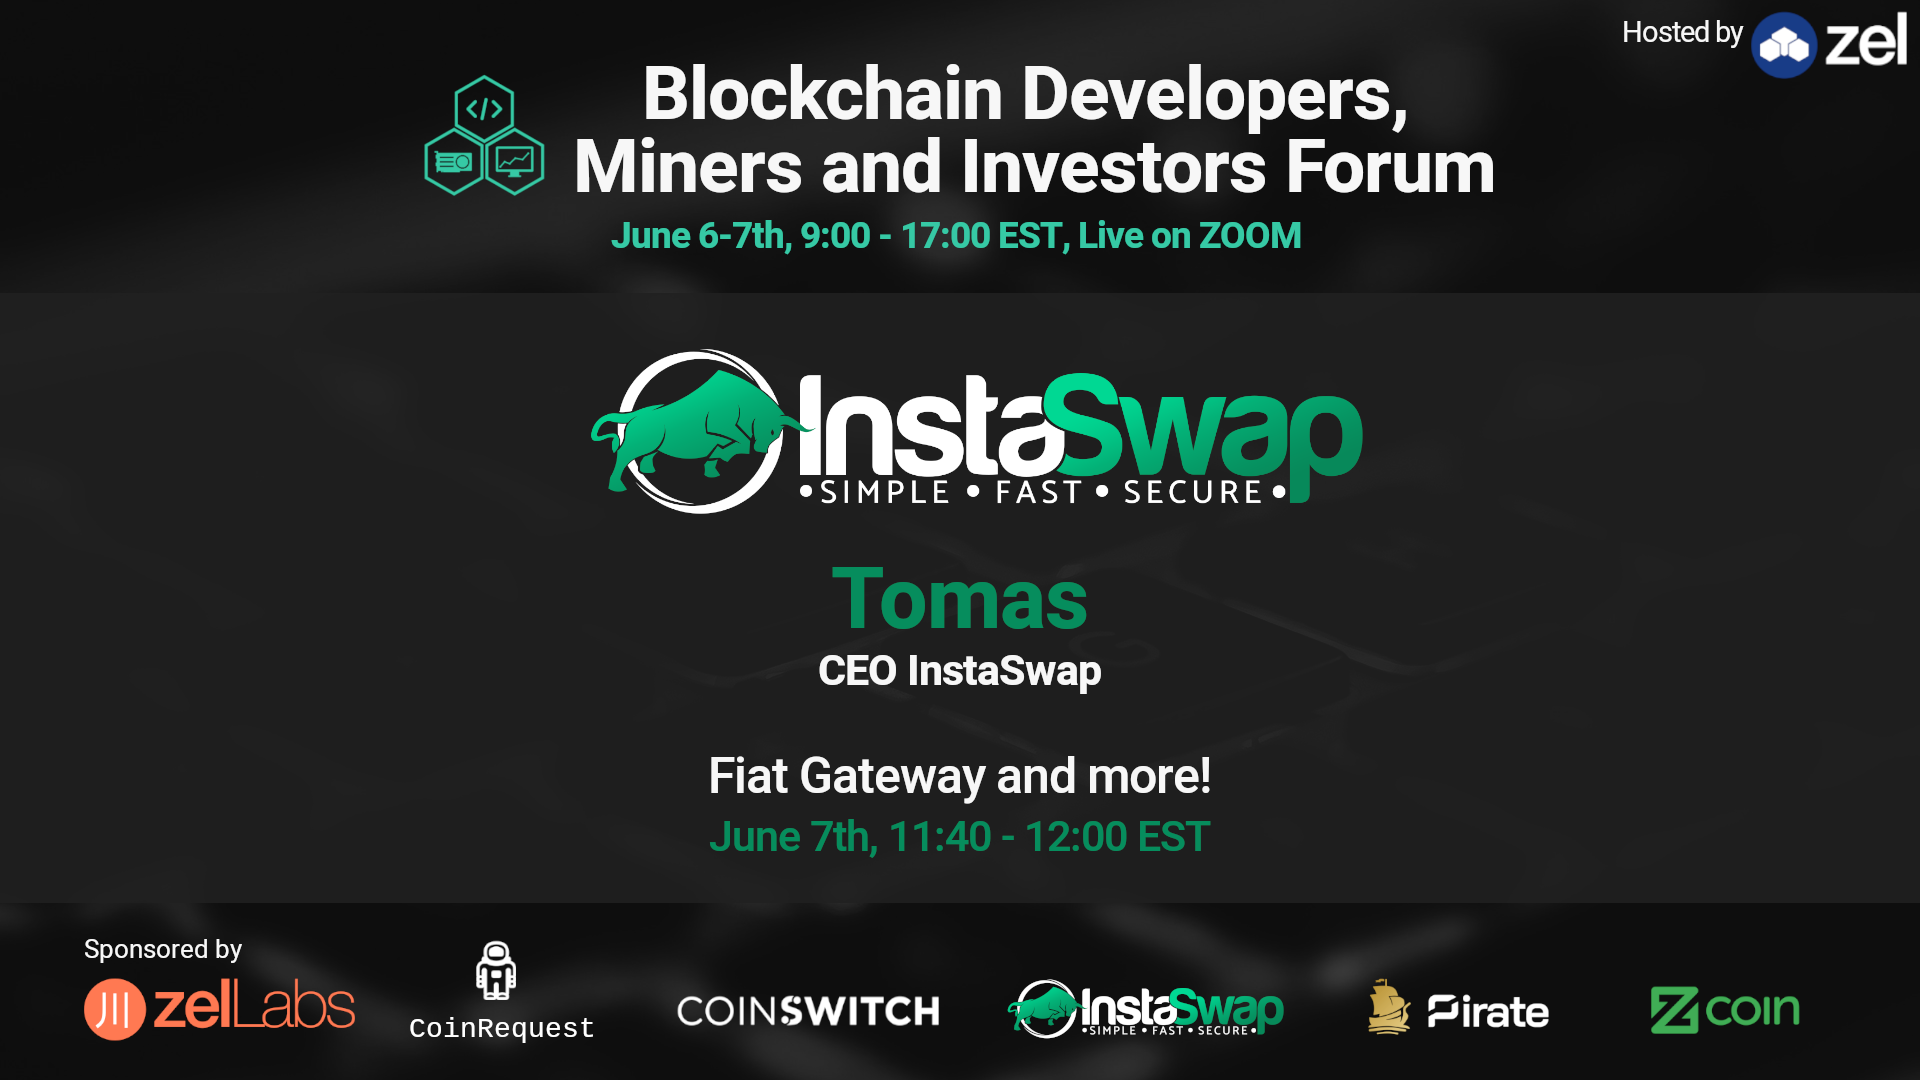 Hosted by zel
Blockchain Developers,
Miners and Investors Forum
June 6-7th, 9:00 - 17:00 EST, Live on ZOOM
InstaSwap
•SIMPLE • FAST • SECURE•
Tomas
CEO InstaSwap
Fiat Gateway and more!
June 7th, 11:40 - 12:00 EST
Sponsored by
zelLabs
CoinRequest
COINSWITCH
InstaSwap
•SIMPLE • FAST • SECURE•
Pirate
Zcoin